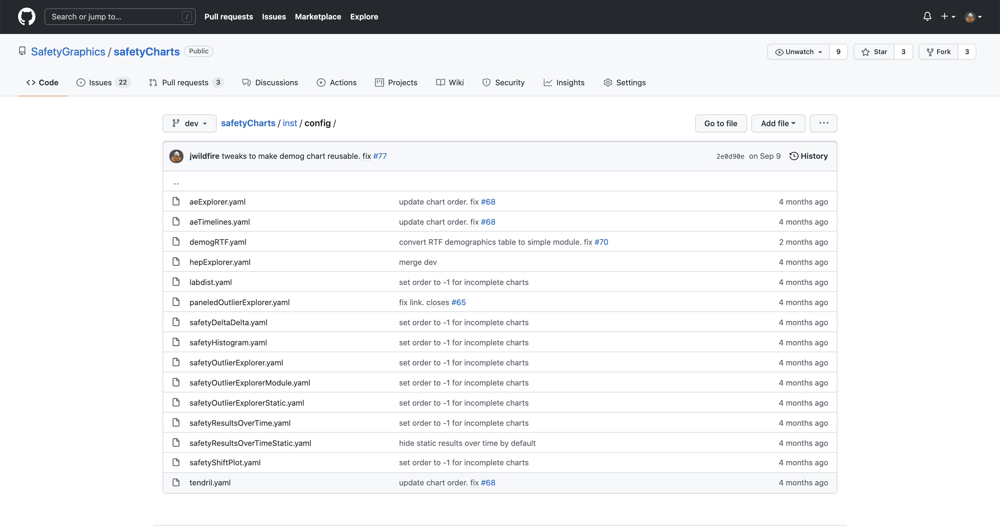 Search or jump to... / Pull requests Issues Marketplace Explore
SafetyGraphics / safetyCharts Public Unwatch 9 Star 3 Fork 3
Code Issues 22 Pull requests 3 Discussions Actions Projects Wiki Security Insights Settings
dev safetyCharts / inst / config / Go to file Add file ...
jwildfire tweaks to make demog chart reusable. fix #77 2e0d90e on Sep 9 History
..
aeExplorer.yaml update chart order. fix #68 4 months ago
aeTimelines.yaml update chart order. fix #68 4 months ago
demogRTF.yaml convert RTF demographics table to simple module. fix #70 2 months ago
hepExplorer.yaml merge dev 4 months ago
labdist.yaml set order to -1 for incomplete charts 4 months ago
paneledOutlierExplorer.yaml fix link. closes #65 4 months ago
safetyDeltaDelta.yaml set order to -1 for incomplete charts 4 months ago
safetyHistogram.yaml set order to -1 for incomplete charts 4 months ago
safetyOutlierExplorer.yaml set order to -1 for incomplete charts 4 months ago
safetyOutlierExplorerModule.yaml set order to -1 for incomplete charts 4 months ago
safetyOutlierExplorerStatic.yaml set order to -1 for incomplete charts 4 months ago
safetyResultsOverTime.yaml set order to -1 for incomplete charts 4 months ago
safetyResultsOverTimeStatic.yaml hide static results over time by default 4 months ago
safetyShiftPlot.yaml set order to -1 for incomplete charts 4 months ago
tendril.yaml update chart order. fix #68 4 months ago